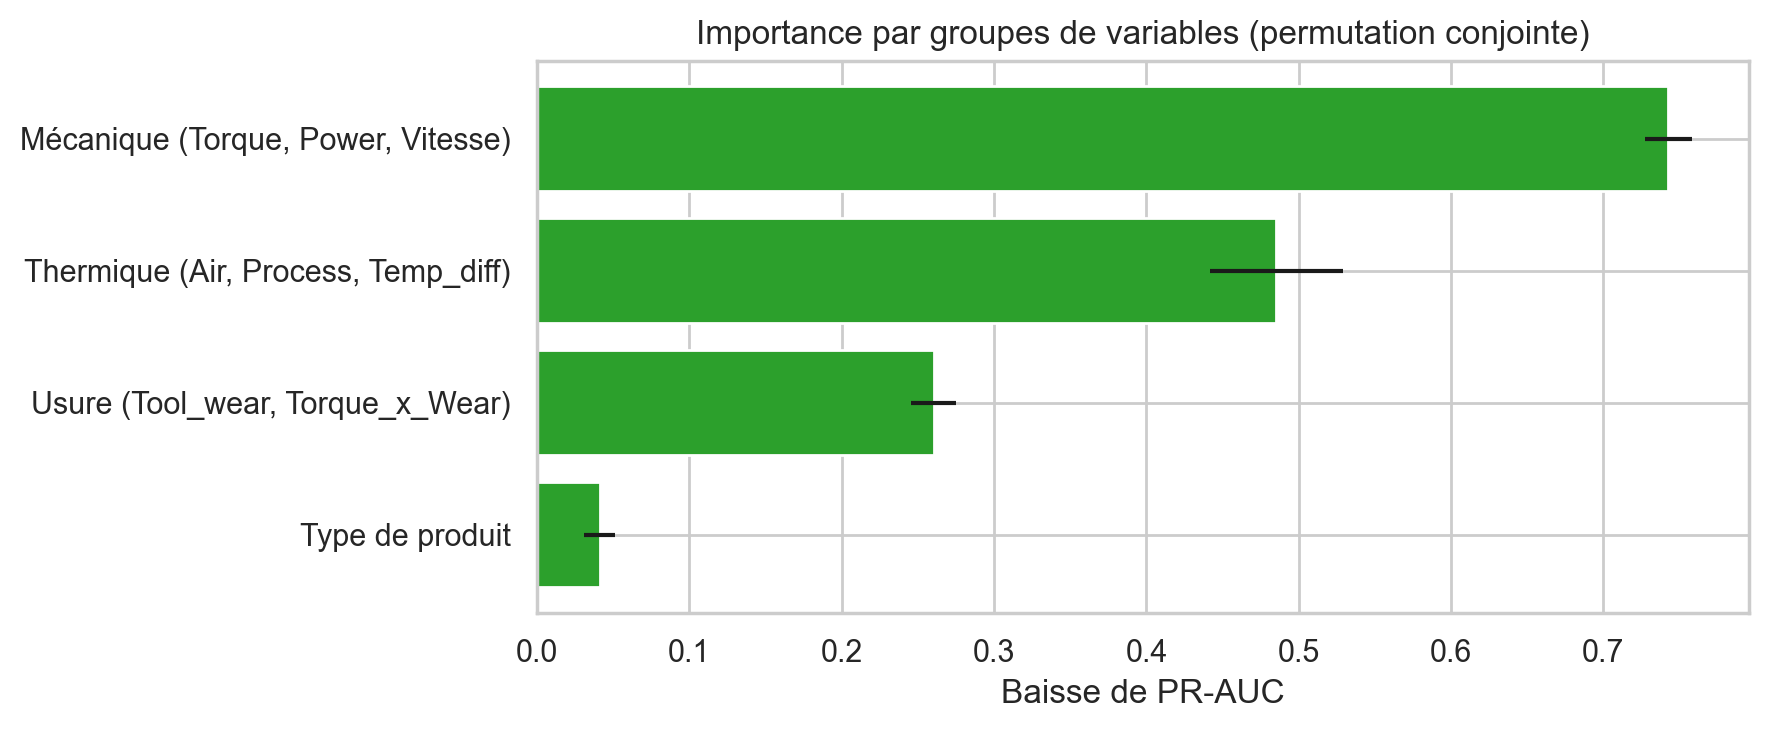 Importance par groupes de variables (permutation conjointe)
Mécanique (Torque, Power, Vitesse)
Thermique (Air, Process, Temp_diff)
Usure (Tool_wear, Torque_x_Wear)
Type de produit
0.0 0.1 0.2 0.3 0.4 0.5 0.6 0.7
Baisse de PR-AUC